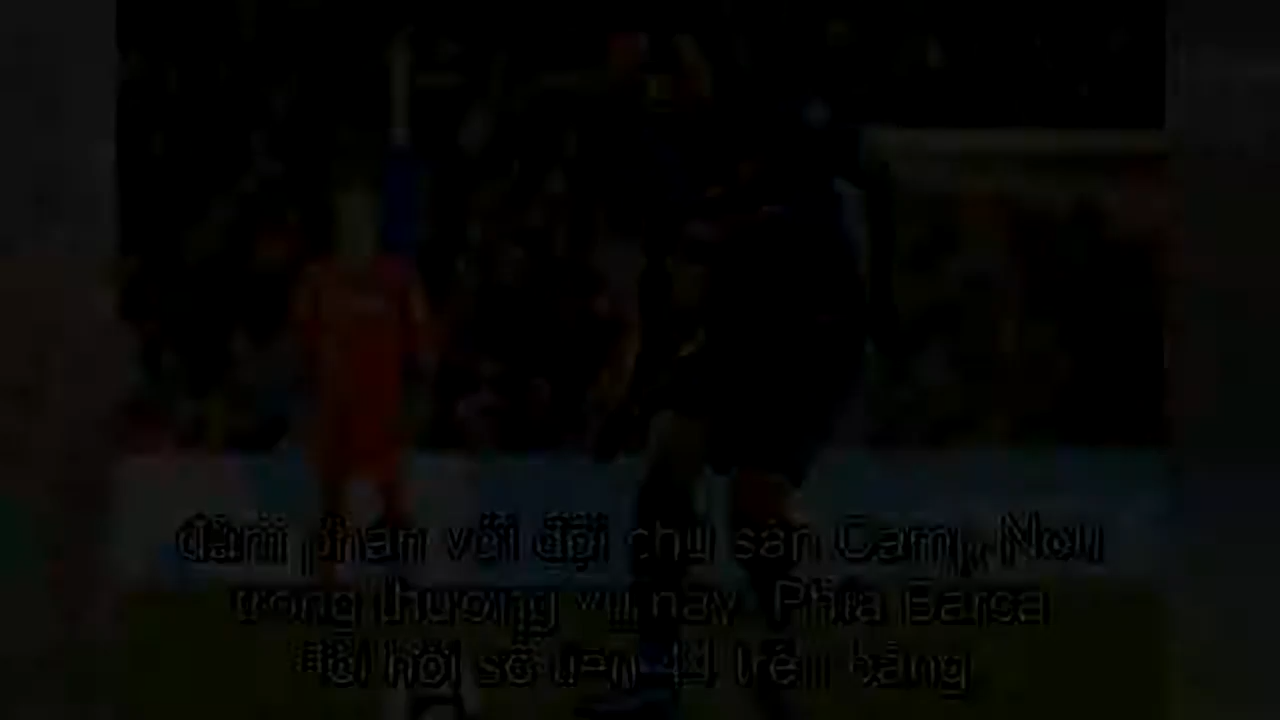 đàm phán với đội chủ sân Camp Nou
trong thương vụ này. Phía Barca
đòi hỏi số tiền trên bảng